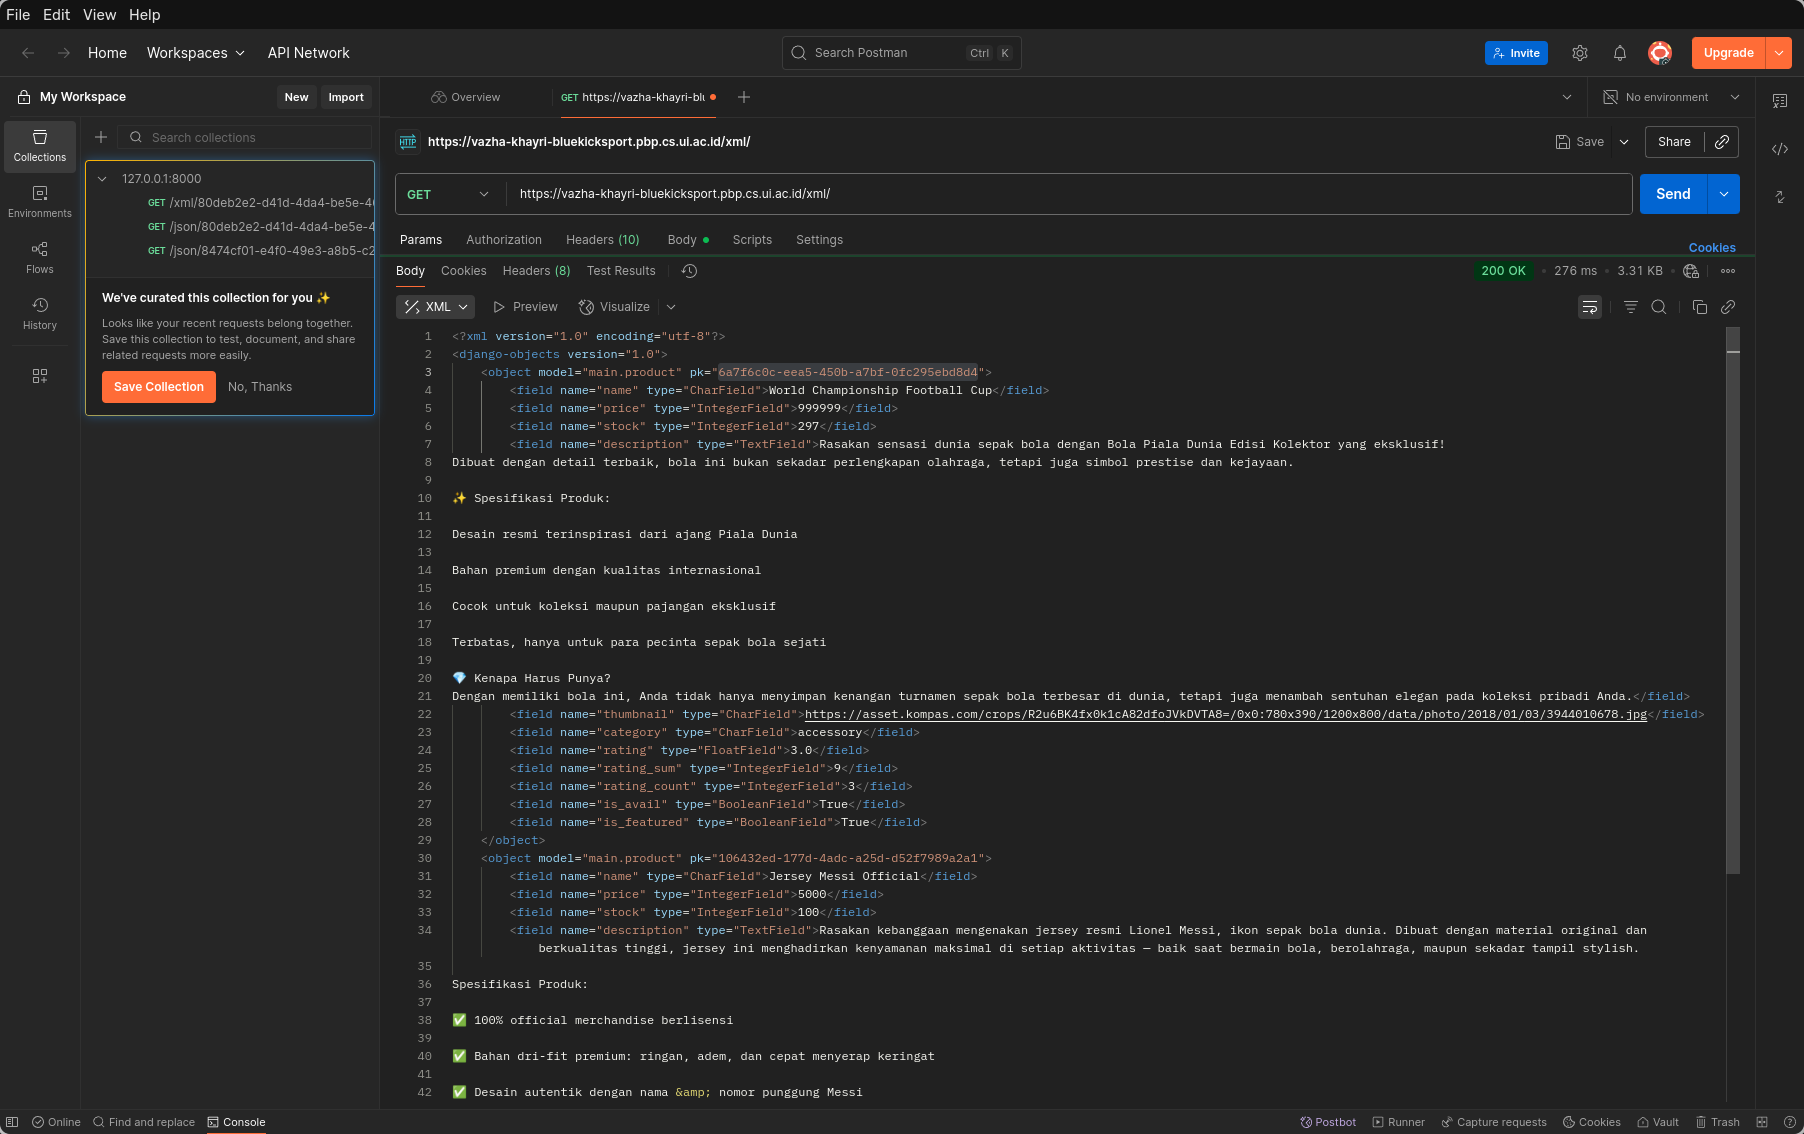 File Edit View Help
Home Workspaces API Network Search Postman Ctrl K Invite Upgrade
My Workspace New Import
Overview GET https://vazha-khayri-blu No environment
Collections
Environments
Flows
History
Search collections
127.0.0.1:8000
GET /xml/80deb2e2-d41d-4da4-be5e-4
GET /json/80deb2e2-d41d-4da4-be5e-4
GET /json/8474cf01-e4f0-49e3-a8b5-c2
We've curated this collection for you ✨
Looks like your recent requests belong together.
Save this collection to test, document, and share
related requests more easily.
Save Collection No, Thanks
HTTP https://vazha-khayri-bluekicksport.pbp.cs.ui.ac.id/xml/ Save Share
GET https://vazha-khayri-bluekicksport.pbp.cs.ui.ac.id/xml/ Send
Params Authorization Headers (10) Body Scripts Settings Cookies
Body Cookies Headers (8) Test Results 200 OK • 276 ms • 3.31 KB
XML Preview Visualize
1 <?xml version="1.0" encoding="utf-8"?>
2 <django-objects version="1.0">
3 <object model="main.product" pk="6a7f6c0c-eea5-450b-a7bf-0fc295ebd8d4">
4 <field name="name" type="CharField">World Championship Football Cup</field>
5 <field name="price" type="IntegerField">999999</field>
6 <field name="stock" type="IntegerField">297</field>
7 <field name="description" type="TextField">Rasakan sensasi dunia sepak bola dengan Bola Piala Dunia Edisi Kolektor yang eksklusif!
8 Dibuat dengan detail terbaik, bola ini bukan sekadar perlengkapan olahraga, tetapi juga simbol prestise dan kejayaan.
9
10 ✨ Spesifikasi Produk:
11
12 Desain resmi terinspirasi dari ajang Piala Dunia
13
14 Bahan premium dengan kualitas internasional
15
16 Cocok untuk koleksi maupun pajangan eksklusif
17
18 Terbatas, hanya untuk para pecinta sepak bola sejati
19
20 💎 Kenapa Harus Punya?
21 Dengan memiliki bola ini, Anda tidak hanya menyimpan kenangan turnamen sepak bola terbesar di dunia, tetapi juga menambah sentuhan elegan pada koleksi pribadi Anda.</field>
22 <field name="thumbnail" type="CharField">https://asset.kompas.com/crops/R2u6BK4fx0k1cA82dfoJVkDVTA8=/0x0:780x390/1200x800/data/photo/2018/01/03/3944010678.jpg</field>
23 <field name="category" type="CharField">accessory</field>
24 <field name="rating" type="FloatField">3.0</field>
25 <field name="rating_sum" type="IntegerField">9</field>
26 <field name="rating_count" type="IntegerField">3</field>
27 <field name="is_avail" type="BooleanField">True</field>
28 <field name="is_featured" type="BooleanField">True</field>
29 </object>
30 <object model="main.product" pk="106432ed-177d-4adc-a25d-d52f7989a2a1">
31 <field name="name" type="CharField">Jersey Messi Official</field>
32 <field name="price" type="IntegerField">5000</field>
33 <field name="stock" type="IntegerField">100</field>
34 <field name="description" type="TextField">Rasakan kebanggaan mengenakan jersey resmi Lionel Messi, ikon sepak bola dunia. Dibuat dengan material original dan
berkualitas tinggi, jersey ini menghadirkan kenyamanan maksimal di setiap aktivitas — baik saat bermain bola, berolahraga, maupun sekadar tampil stylish.
35
36 Spesifikasi Produk:
37
38 ✅ 100% official merchandise berlisensi
39
40 ✅ Bahan dri-fit premium: ringan, adem, dan cepat menyerap keringat
41
42 ✅ Desain autentik dengan nama &amp; nomor punggung Messi
Online Find and replace Console Postbot Runner Capture requests Cookies Vault Trash